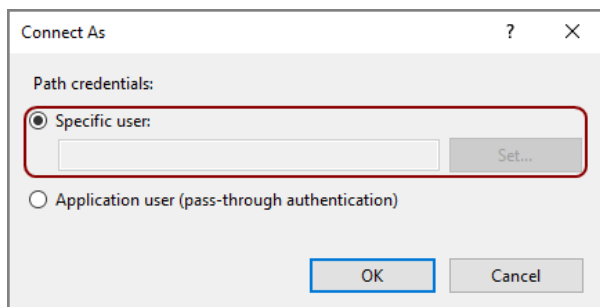 Connect As
?
Path credentials:
Specific user:
Set...
Application user (pass-through authentication)
OK
Cancel